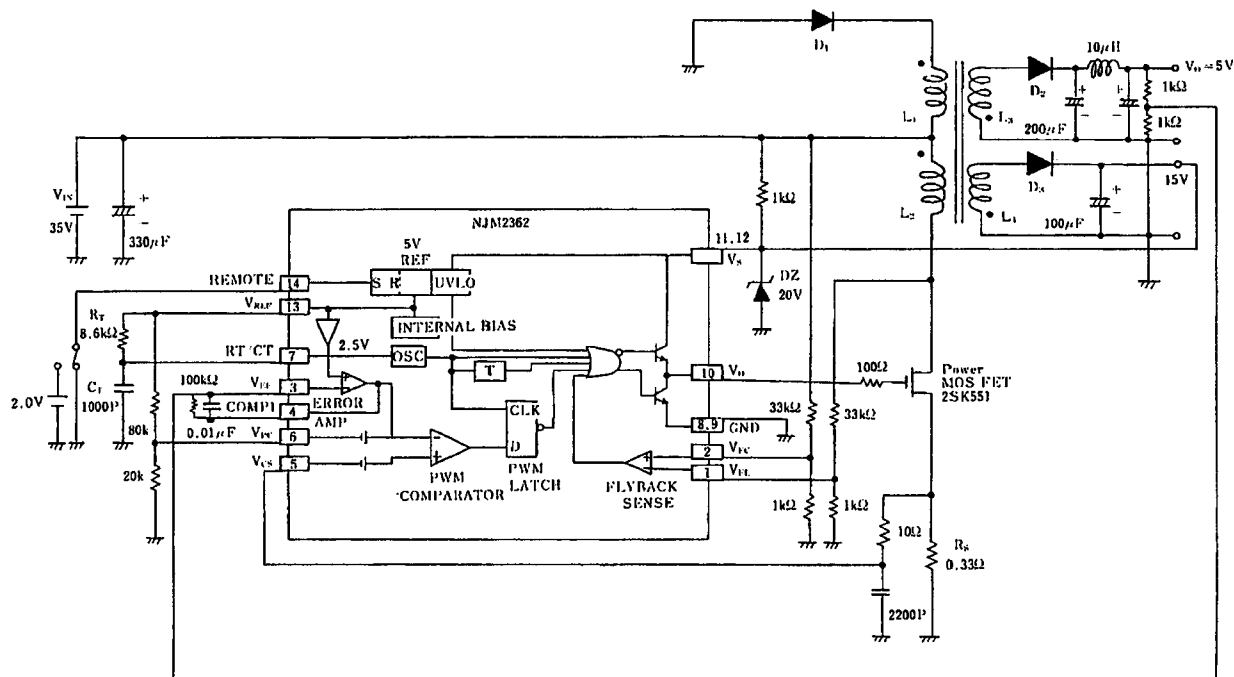 D₁
10μH
V₀=5V
D₂
1kΩ
L₁
L₃
200μF
1kΩ
D₃
15V
L₂
L₄
100μF
1kΩ
V_IN
35V
330μF
NJM2362
5V
REF
11.12
V_S
REMOTE
14
S R
UVLO
DZ
20V
V_REF
13
INTERNAL BIAS
R_T
8.6kΩ
2.5V
RT/CT
7
OSC
T
10
V_O
100Ω
Power
MOS FET
2SK551
100kΩ
C_T
1000P
3
2.0V
COMP1
4
ERROR
AMP
CLK
33kΩ
33kΩ
0.01μF
8,9
GND
80k
6
D
2
V_FC
V_CS
5
PWM
COMPARATOR
PWM
LATCH
FLYBACK
SENSE
1
V_FL
20k
1kΩ
1kΩ
10Ω
R_S
0.33Ω
2200P